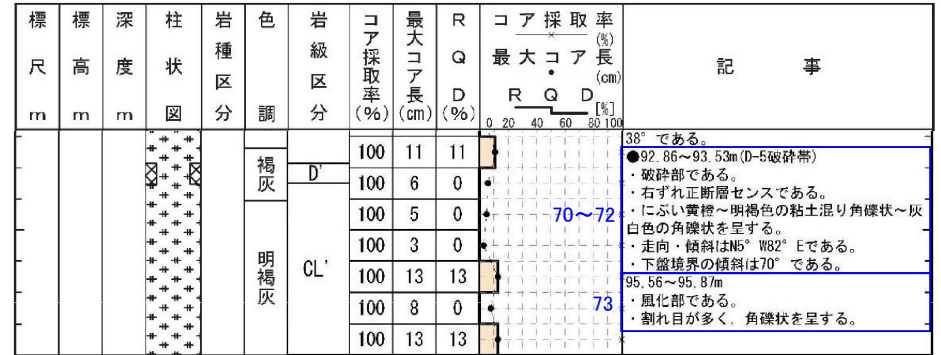 標尺m
標高m
深度m
柱状図
岩種区分
色調
岩級区分
コア採取率(%)
最大コア長(cm)
RQD(%)
コア採取率(%)
最大コア長(cm)
RQD[%]
0 20 40 60 80 100
記事
褐灰
明褐灰
D'
CL'
100 11 11
100 6 0
100 5 0
100 3 0
100 13 13
100 8 0
100 13 13
70～72
73
38°である。
●92.86～93.53m(D-5破砕帯)
・破砕部である。
・右ずれ正断層センスである。
・にぶい黄橙～明褐色の粘土混り角礫状～灰
白色の角礫状を呈する。
・走向・傾斜はN5°W82°Eである。
・下盤境界の傾斜は70°である。
95.56～95.87m
・風化部である。
・割れ目が多く，角礫状を呈する。